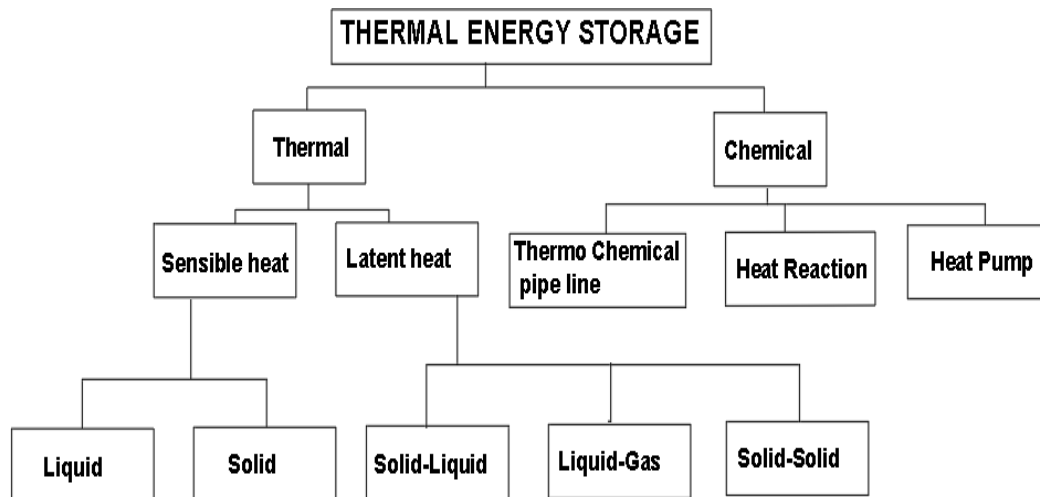 THERMAL ENERGY STORAGE
Thermal
Chemical
Sensible heat
Latent heat
Thermo Chemical
pipe line
Heat Reaction
Heat Pump
Liquid
Solid
Solid-Liquid
Liquid-Gas
Solid-Solid